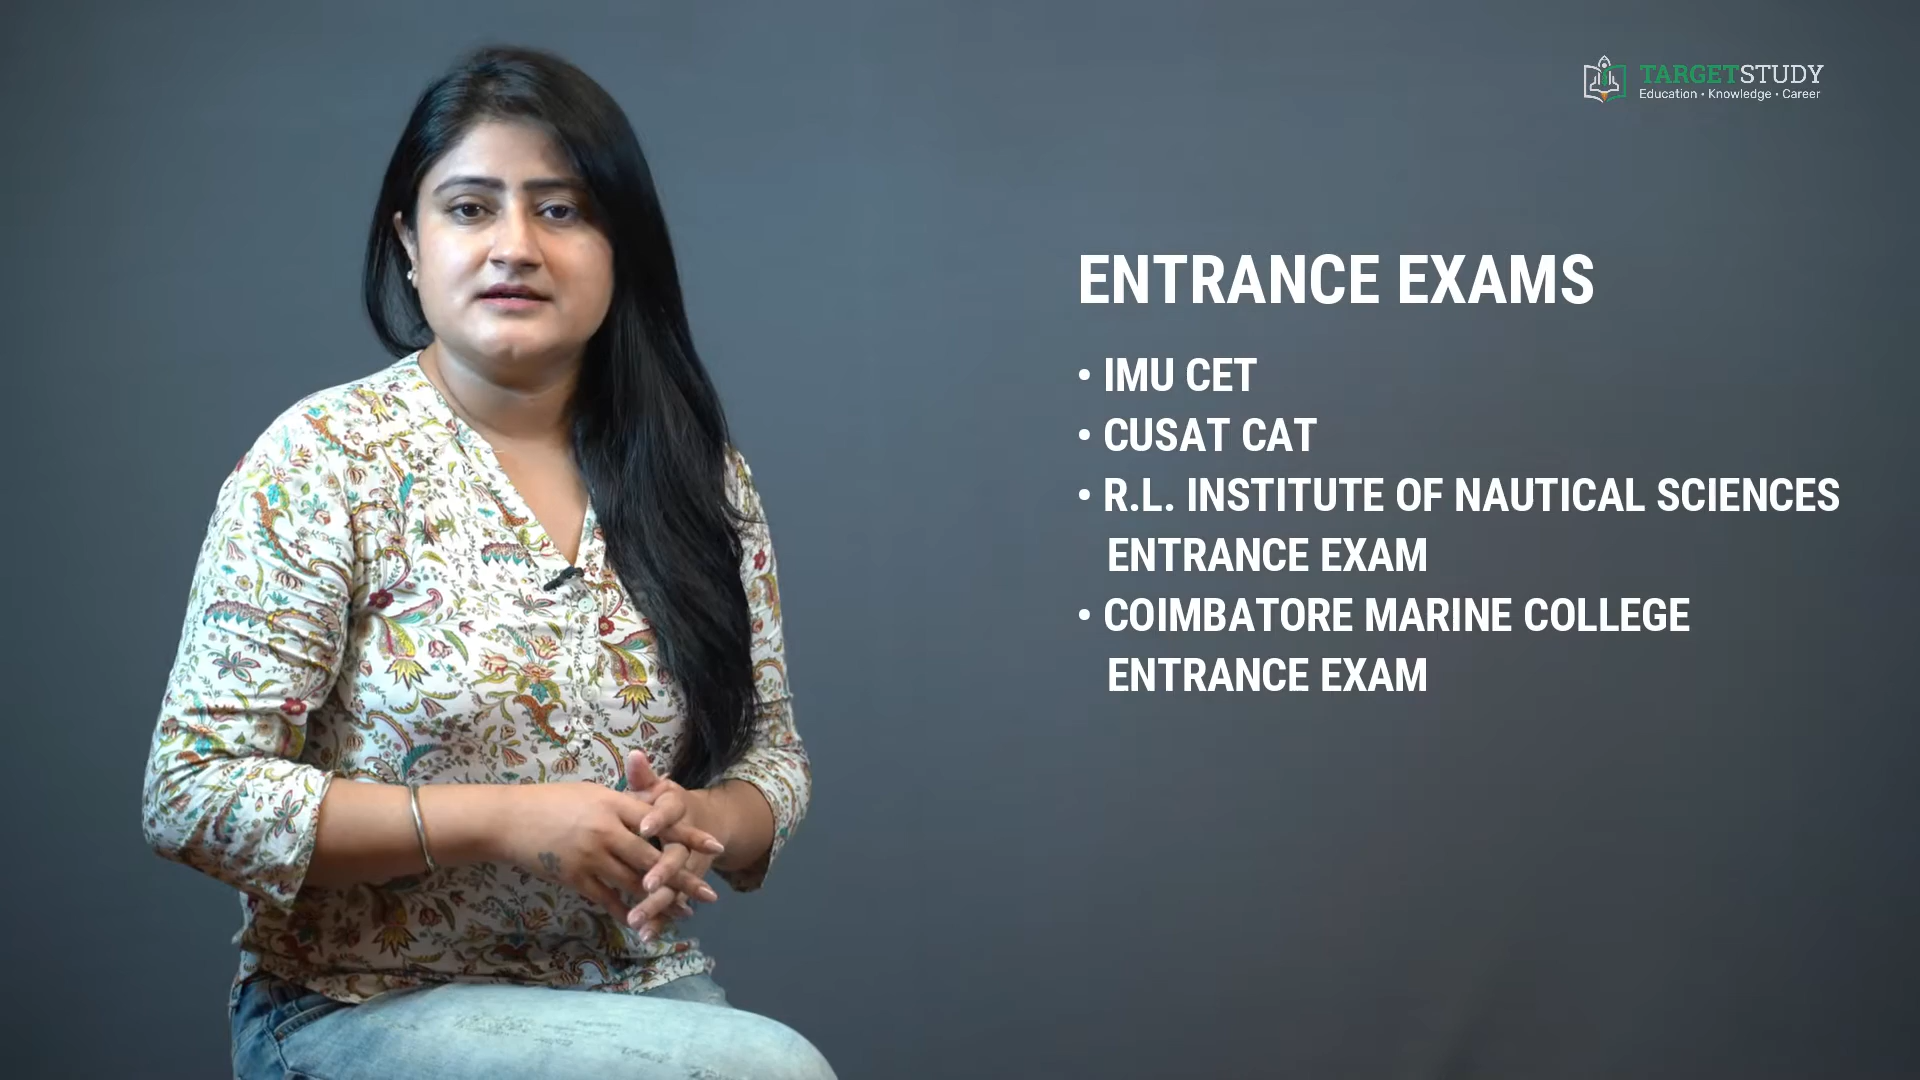 TARGETSTUDY
Education • Knowledge • Career
ENTRANCE EXAMS
• IMU CET
• CUSAT CAT
• R.L. INSTITUTE OF NAUTICAL SCIENCES
ENTRANCE EXAM
• COIMBATORE MARINE COLLEGE
ENTRANCE EXAM